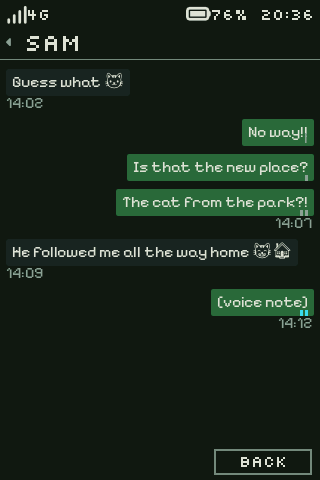 4G 76% 20:36
SAM
Guess what 🐱
14:02
No way!!
Is that the new place?
The cat from the park?!
14:07
He followed me all the way home 🐱🏠
14:09
(voice note)
14:12
BACK